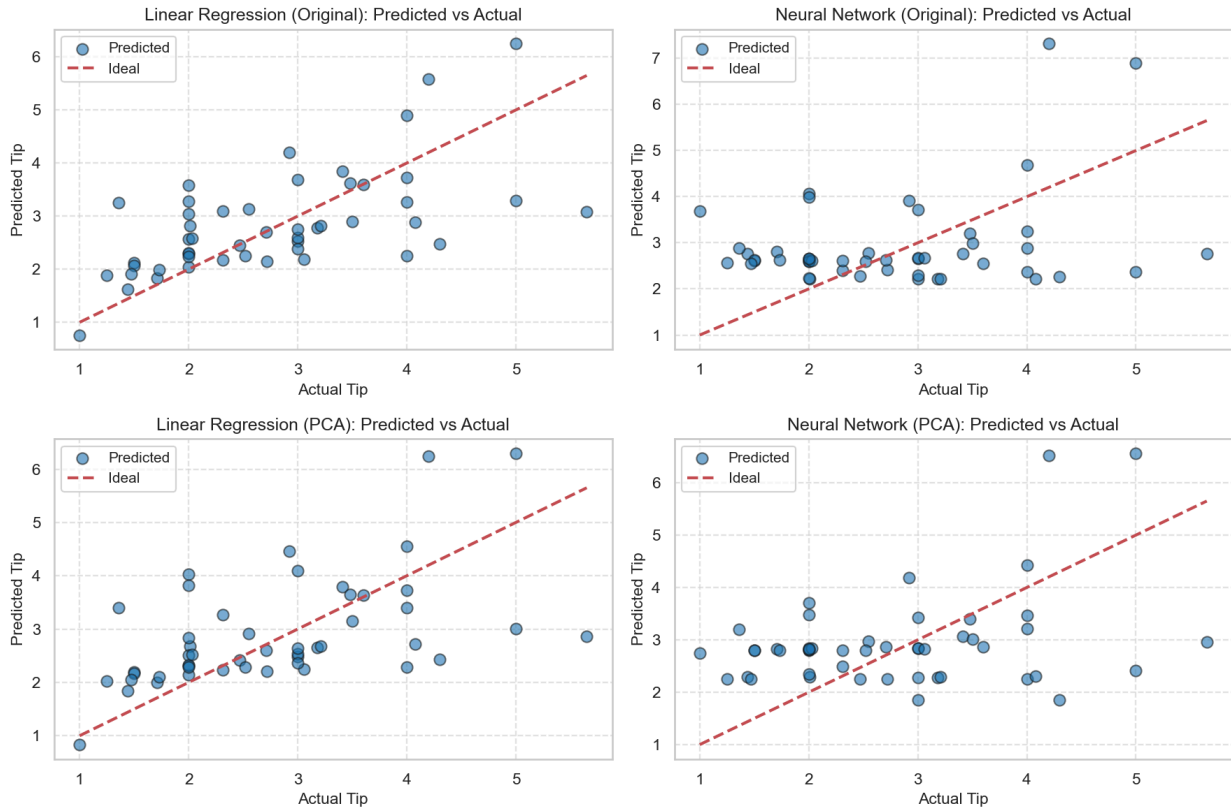 Linear Regression (Original): Predicted vs Actual
Predicted
Ideal
6
5
4
3
2
1
Predicted Tip
1 2 3 4 5
Actual Tip
Neural Network (Original): Predicted vs Actual
Predicted
Ideal
7
6
5
4
3
2
1
Predicted Tip
1 2 3 4 5
Actual Tip
Linear Regression (PCA): Predicted vs Actual
Predicted
Ideal
6
5
4
3
2
1
Predicted Tip
1 2 3 4 5
Actual Tip
Neural Network (PCA): Predicted vs Actual
Predicted
Ideal
6
5
4
3
2
1
Predicted Tip
1 2 3 4 5
Actual Tip